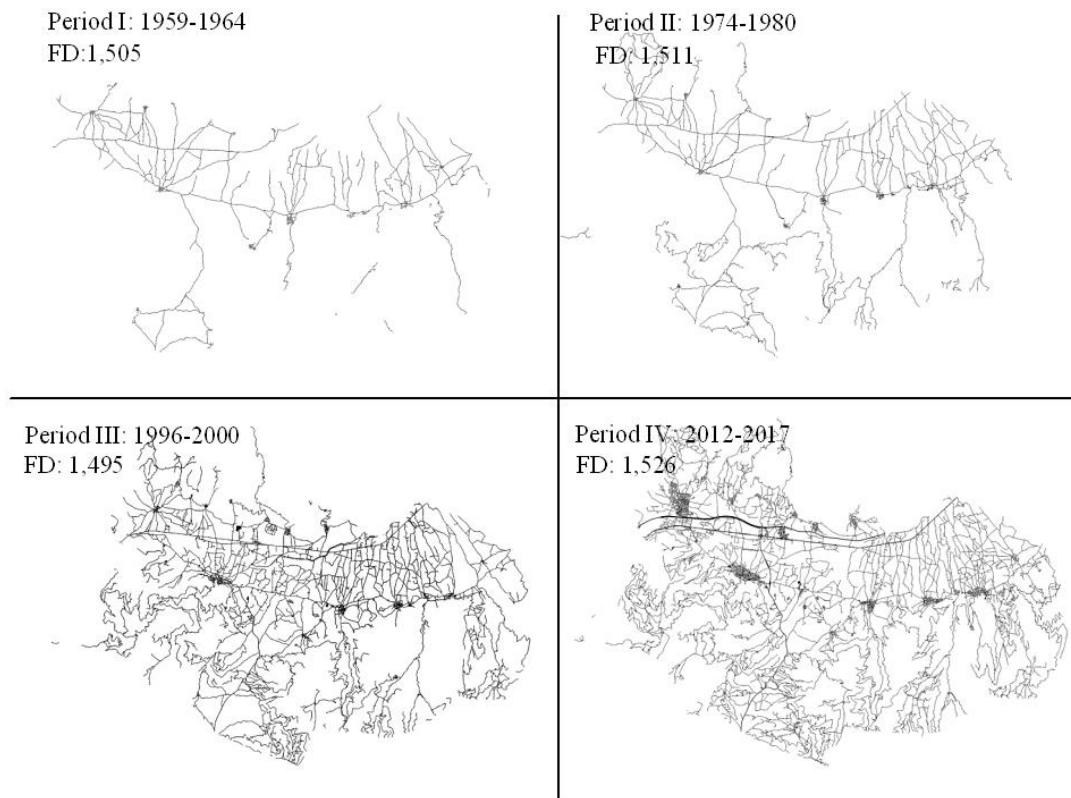 Period I: 1959-1964
FD:1,505
Period II: 1974-1980
FD: 1,511
Period III: 1996-2000
FD: 1,495
Period IV: 2012-2017
FD: 1,526